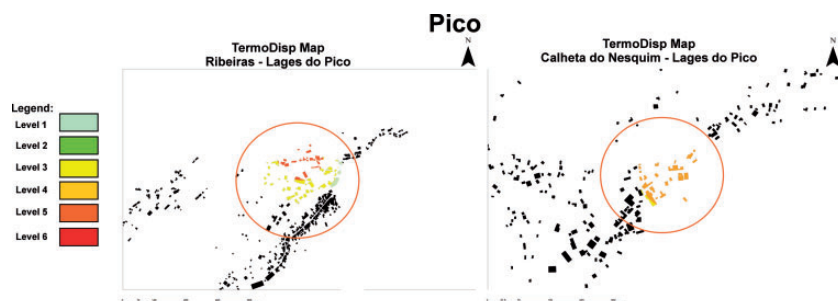 Pico
TermoDisp Map
Ribeiras - Lages do Pico
N
TermoDisp Map
Calheta do Nesquim - Lages do Pico
N
Legend:
Level 1
Level 2
Level 3
Level 4
Level 5
Level 6